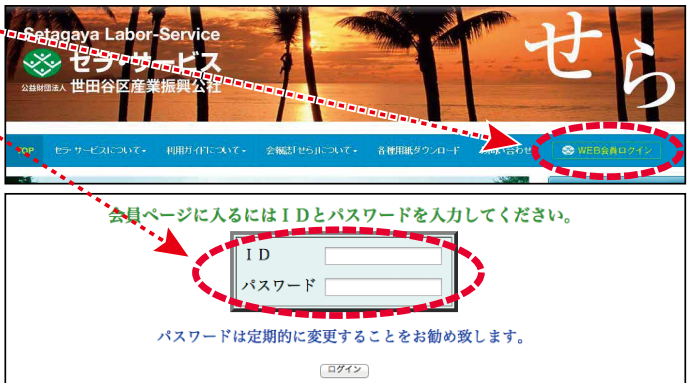 Setagaya Labor-Service
セラ・サービス
公益財団法人 世田谷区産業振興公社
せら
TOP セラ・サービスについて 利用ガイドについて 会報誌「せら」について 各種用紙ダウンロード お問い合わせ WEB会員ログイン
会員ページに入るにはＩＤとパスワードを入力してください。
ＩＤ
パスワード
パスワードは定期的に変更することをお勧め致します。
ログイン